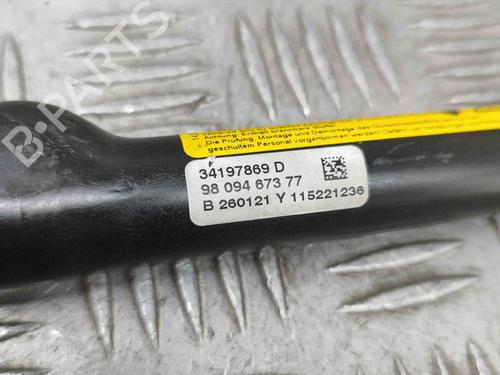 B-PARTS
Achtung. Enthält brennbare Stoffe.
Die Prüfung, Montage und Demontage des
geschultem Personal vorgenommen werden.
34197869 D
98 094 673 77
B 260121 Y 115221236